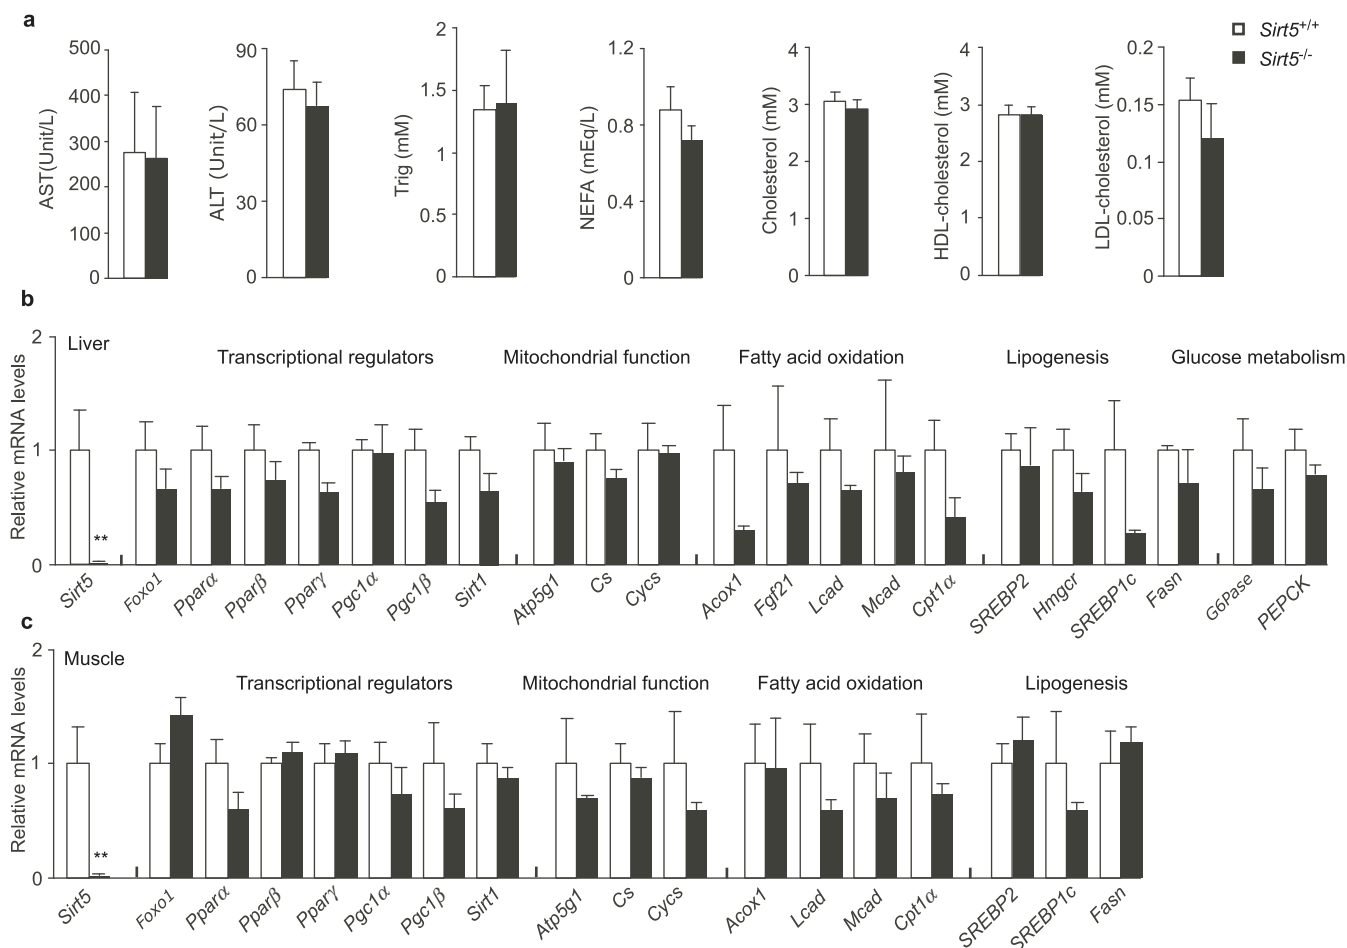 a
Sirt5+/+
Sirt5-/-
AST(Unit/L)
500
400
300
200
100
0
ALT (Unit/L)
90
60
30
0
Trig (mM)
2
1.5
1
0.5
0
NEFA (mEq/L)
1.2
0.8
0.4
0
Cholesterol (mM)
4
3
2
1
0
HDL-cholesterol (mM)
4
3
2
1
0
LDL-cholesterol (mM)
0.2
0.15
0.1
0.05
0
b
Relative mRNA levels
2
1
0
Liver
Transcriptional regulators
Mitochondrial function
Fatty acid oxidation
Lipogenesis
Glucose metabolism
**
Sirt5
Foxo1
Pparα
Pparβ
Pparγ
Pgc1α
Pgc1β
Sirt1
Atp5g1
Cs
Cycs
Acox1
Fgf21
Lcad
Mcad
Cpt1α
SREBP2
Hmgcr
SREBP1c
Fasn
G6Pase
PEPCK
c
Relative mRNA levels
2
1
0
Muscle
Transcriptional regulators
Mitochondrial function
Fatty acid oxidation
Lipogenesis
**
Sirt5
Foxo1
Pparα
Pparβ
Pparγ
Pgc1α
Pgc1β
Sirt1
Atp5g1
Cs
Cycs
Acox1
Lcad
Mcad
Cpt1α
SREBP2
SREBP1c
Fasn